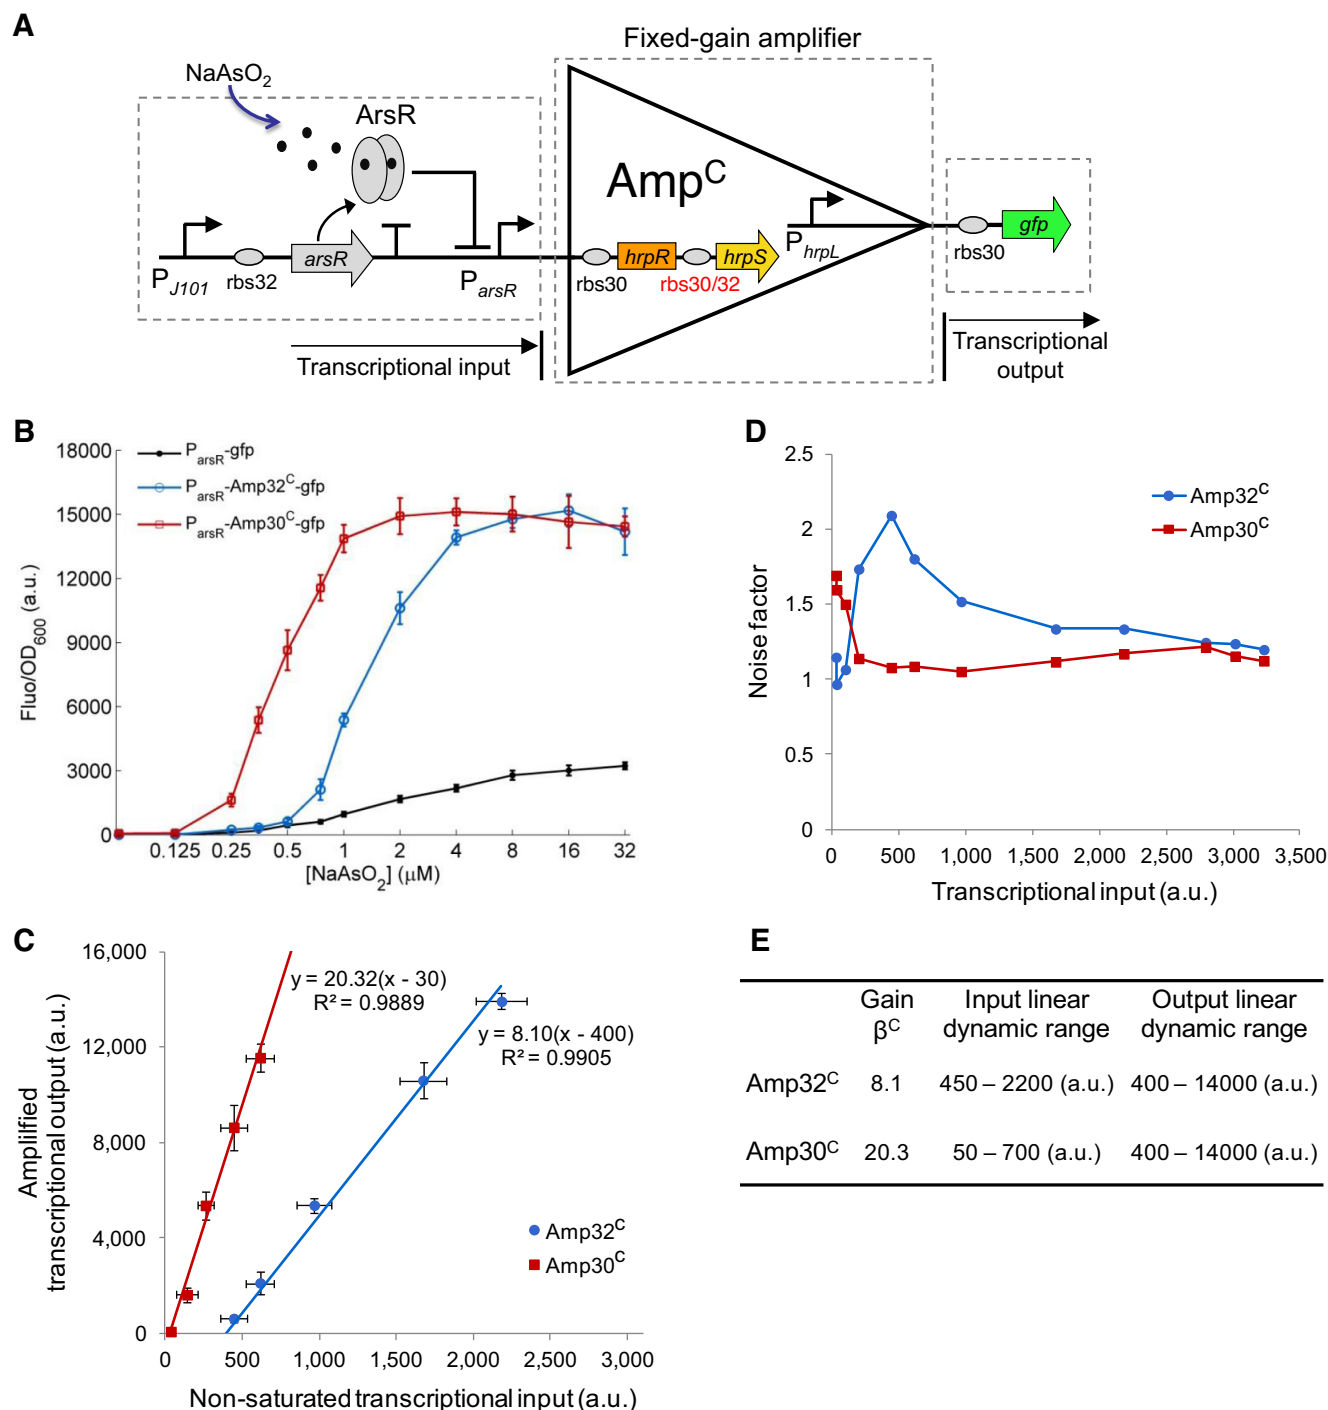 A
Fixed-gain amplifier
NaAsO2
ArsR
AmpC
PJ101
rbs32
arsR
ParsR
rbs30
hrpR
rbs30/32
hrpS
PhrpL
rbs30
gfp
Transcriptional input
Transcriptional
output
B
18000
15000
12000
9000
6000
3000
0
Fluo/OD600 (a.u.)
ParsR-gfp
ParsR-Amp32C-gfp
ParsR-Amp30C-gfp
0.125 0.25 0.5 1 2 4 8 16 32
[NaAsO2] (μM)
D
2.5
2
1.5
1
0.5
0
Noise factor
Amp32C
Amp30C
0 500 1,000 1,500 2,000 2,500 3,000 3,500
Transcriptional input (a.u.)
C
16,000
12,000
8,000
4,000
0
Amplilfied
transcriptional output (a.u.)
y = 20.32(x - 30)
R² = 0.9889
y = 8.10(x - 400)
R² = 0.9905
Amp32C
Amp30C
0 500 1,000 1,500 2,000 2,500 3,000
Non-saturated transcriptional input (a.u.)
E
Gain βC Input linear dynamic range Output linear dynamic range
Amp32C 8.1 450 – 2200 (a.u.) 400 – 14000 (a.u.)
Amp30C 20.3 50 – 700 (a.u.) 400 – 14000 (a.u.)